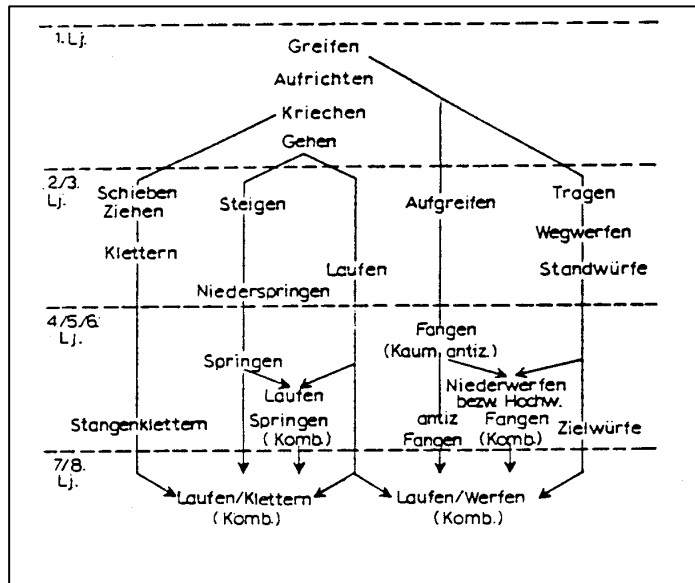 1. Lj.
Greifen
Aufrichten
Kriechen
Gehen
2/3.
Lj.
Schieben
Ziehen
Steigen
Aufgreifen
Tragen
Klettern
Wegwerfen
Laufen
Standwürfe
Niederspringen
4/5/6.
Lj.
Fangen
(Kaum. antiz.)
Springen
Laufen
Niederwerfen
bezw. Hochw.
Stangenklettern
Springen
(Komb.)
antiz
Fangen
Fangen
(Komb.)
Zielwürfe
7/8.
Lj.
Laufen/Klettern
(Komb.)
Laufen/Werfen
(Komb.)